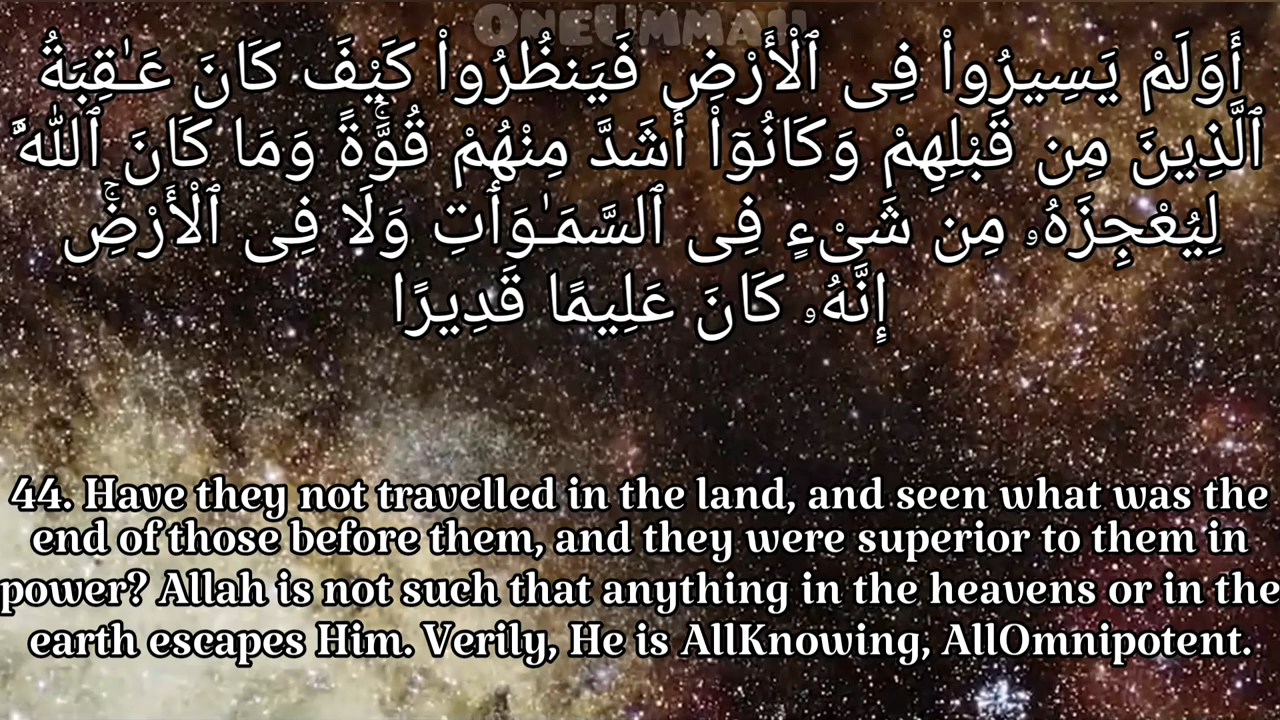 OneUmmah
أَوَلَمْ يَسِيرُوا۟ فِى ٱلْأَرْضِ فَيَنظُرُوا۟ كَيْفَ كَانَ عَـٰقِبَةُ
ٱلَّذِينَ مِن قَبْلِهِمْ وَكَانُوٓا۟ أَشَدَّ مِنْهُمْ قُوَّةًۚ وَمَا كَانَ ٱللَّهُ
لِيُعْجِزَهُۥ مِن شَىْءٍ فِى ٱلسَّمَـٰوَٲتِ وَلَا فِى ٱلْأَرْضِۚ
إِنَّهُۥ كَانَ عَلِيمًا قَدِيرًا
44. Have they not travelled in the land, and seen what was the
end of those before them, and they were superior to them in
power? Allah is not such that anything in the heavens or in the
earth escapes Him. Verily, He is AllKnowing, AllOmnipotent.